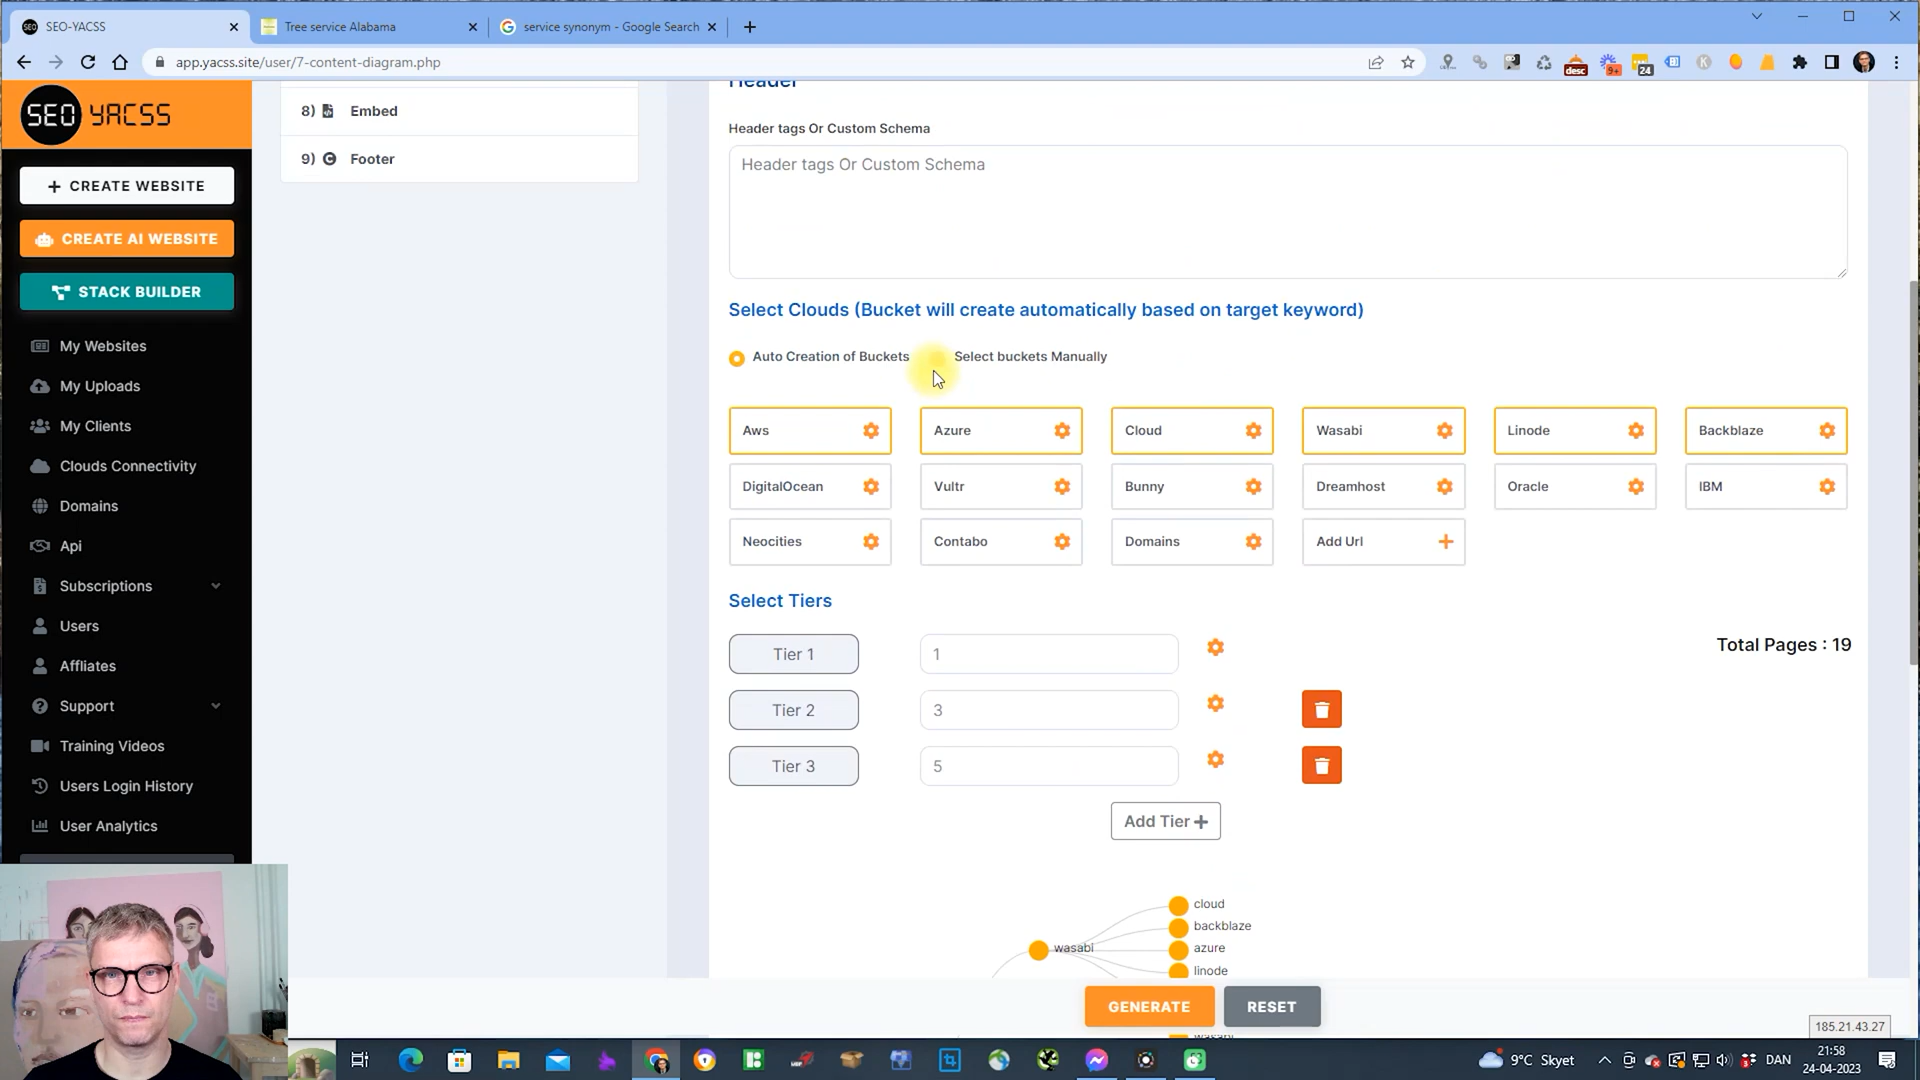 SEO-YACSS
Tree service Alabama
service synonym - Google Search
app.yacss.site/user/7-content-diagram.php
desc
9+
24
SEO YACSS
CREATE WEBSITE
CREATE AI WEBSITE
STACK BUILDER
My Websites
My Uploads
My Clients
Clouds Connectivity
Domains
Api
Subscriptions
Users
Affliates
Support
Training Videos
Users Login History
User Analytics
8) Embed
9) Footer
Header
Header tags Or Custom Schema
Header tags Or Custom Schema
Select Clouds (Bucket will create automatically based on target keyword)
Auto Creation of Buckets Select buckets Manually
Aws Azure Cloud Wasabi Linode Backblaze
DigitalOcean Vultr Bunny Dreamhost Oracle IBM
Neocities Contabo Domains Add Url
Select Tiers
Tier 1 1 Total Pages : 19
Tier 2 3
Tier 3 5
Add Tier
cloud
backblaze
wasabi azure
linode
GENERATE RESET
185.21.43.27
9°C Skyet
DAN
21:58
24-04-2023